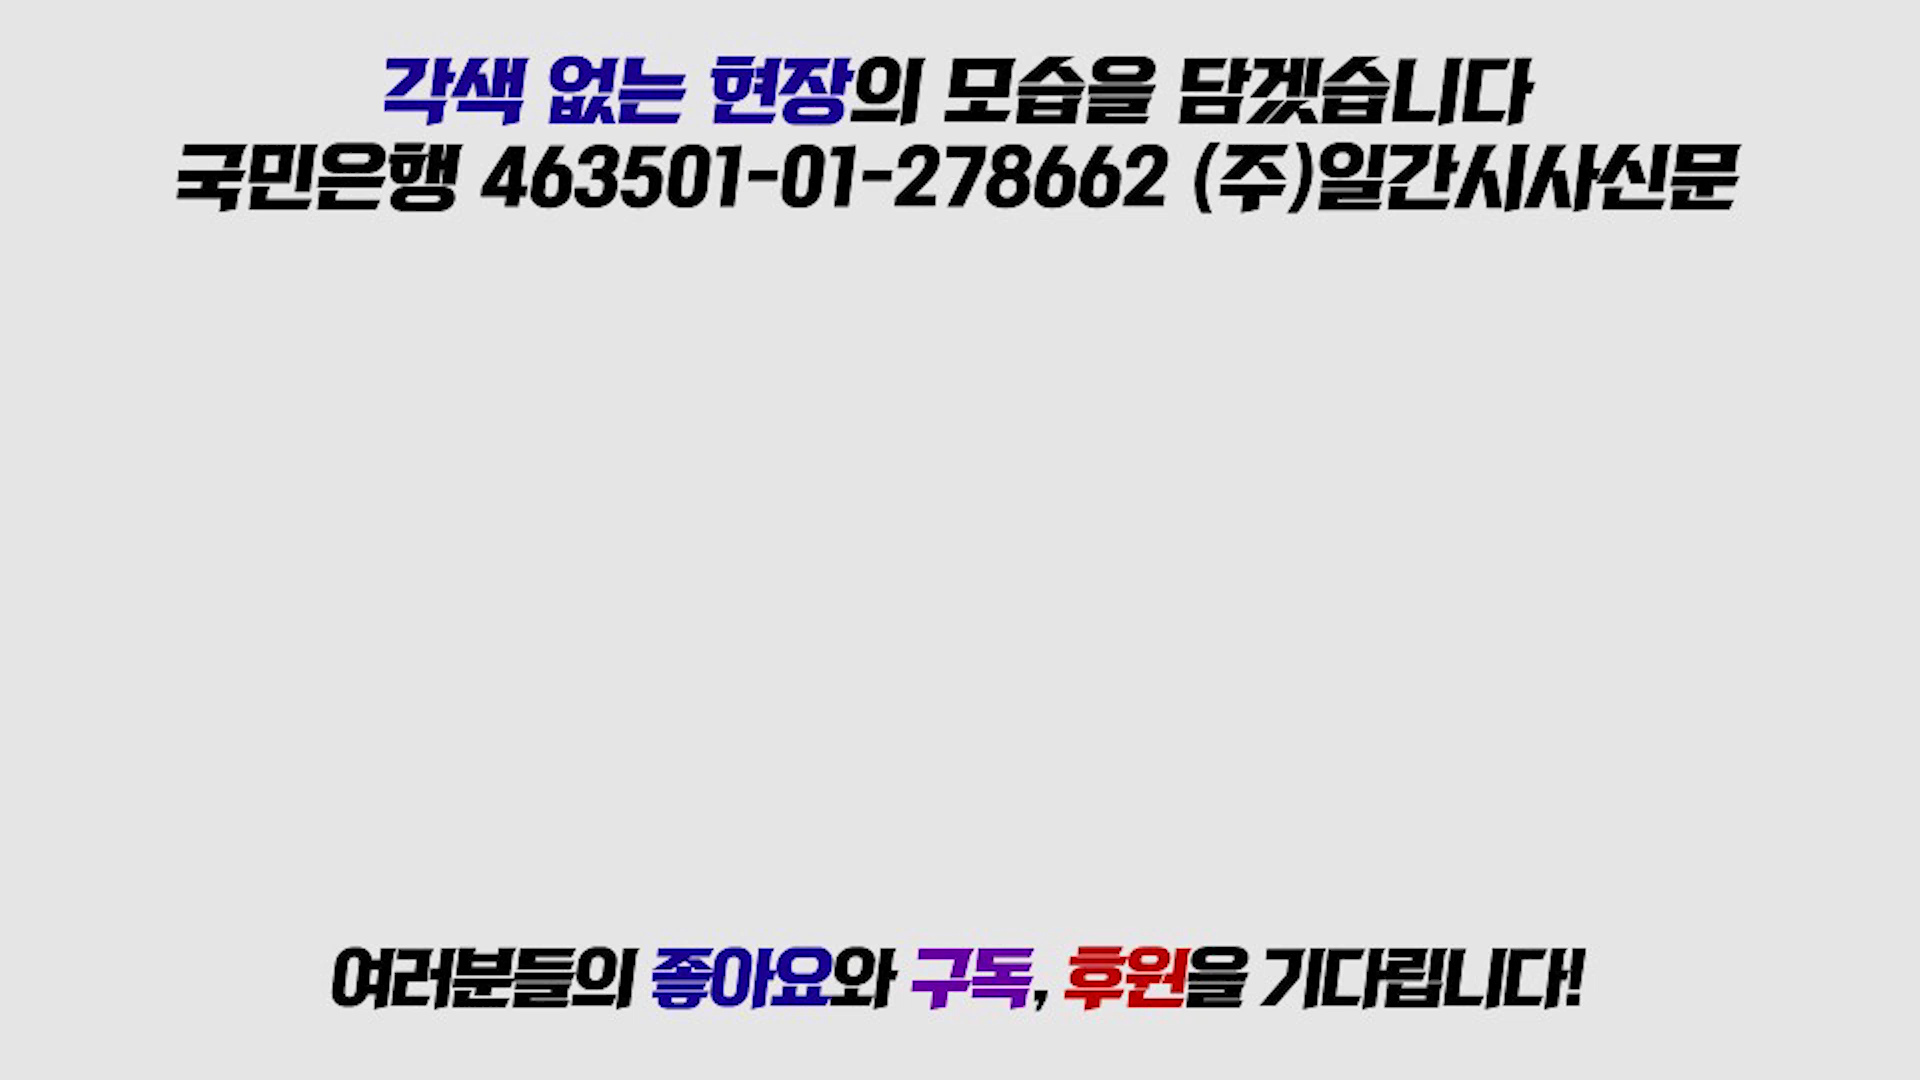 각색 없는 현장의 모습을 담겠습니다
국민은행 463501-01-278662 (주)일간시사신문
여러분들의 좋아요와 구독, 후원을 기다립니다!